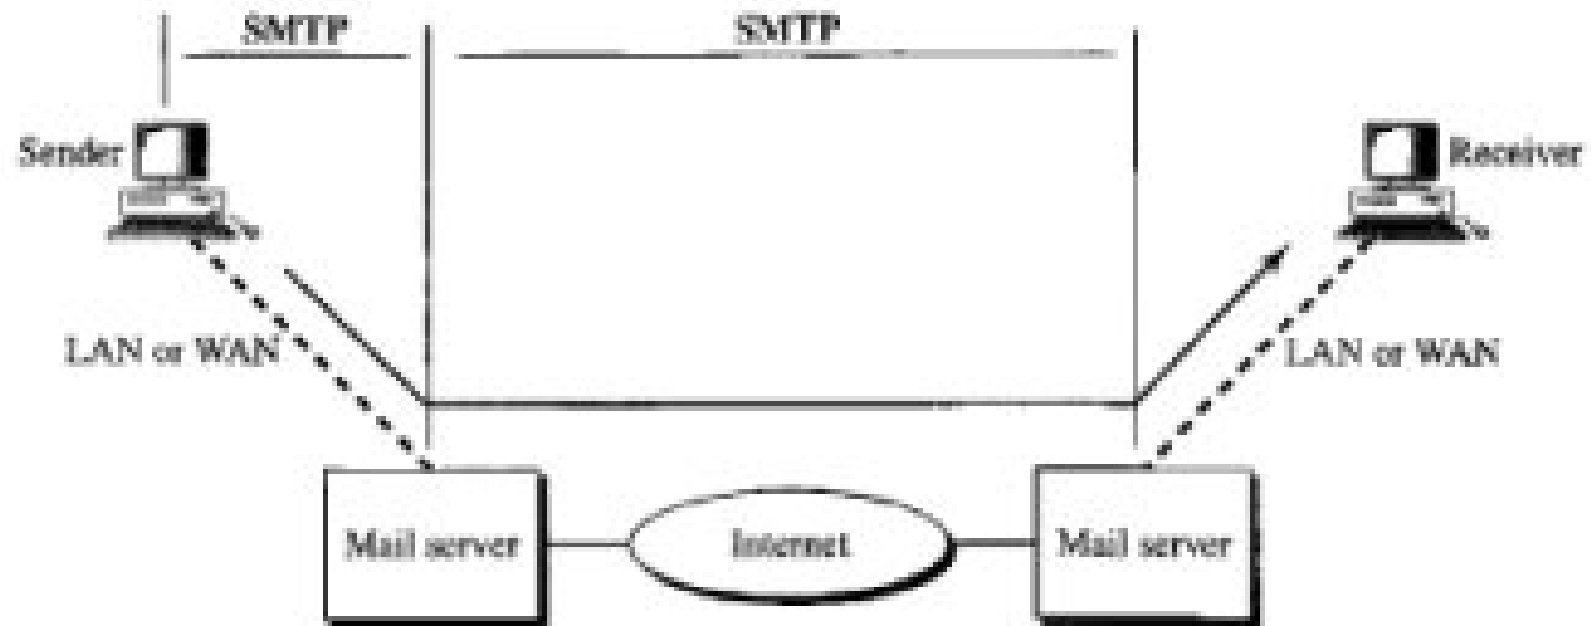 SMTP
SMTP
Sender
Receiver
LAN or WAN
LAN or WAN
Mail server
Internet
Mail server